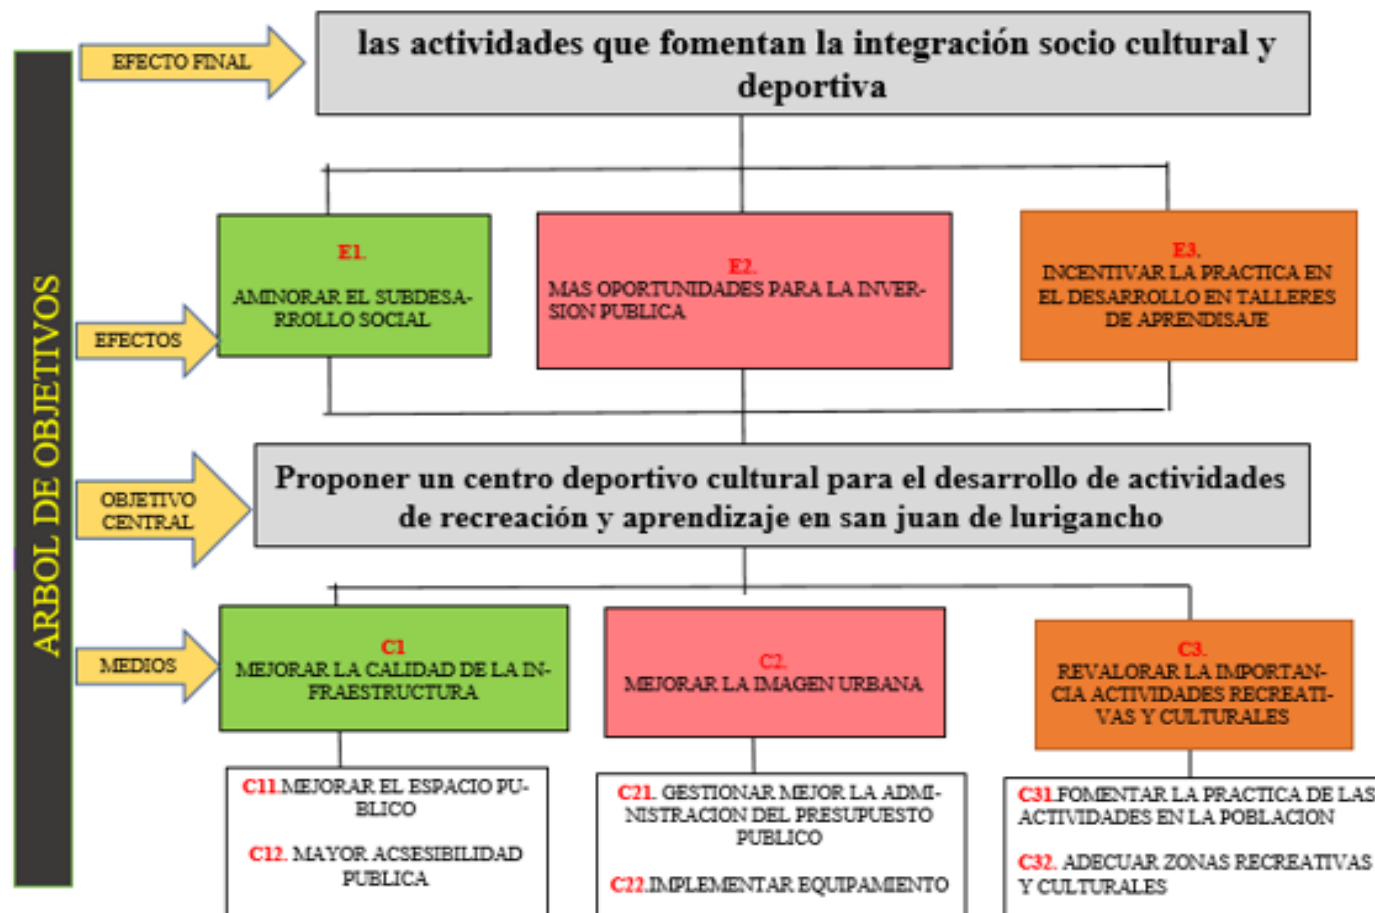 ARBOL DE OBJETIVOS
EFECTO FINAL
las actividades que fomentan la integración socio cultural y
deportiva
EFECTOS
E1.
AMINORAR EL SUBDESA-
RROLLO SOCIAL
E2.
MAS OPORTUNIDADES PARA LA INVER-
SION PUBLICA
E3.
INCENTIVAR LA PRACTICA EN
EL DESARROLLO EN TALLERES
DE APRENDISAJE
OBJETIVO
CENTRAL
Proponer un centro deportivo cultural para el desarrollo de actividades
de recreación y aprendizaje en san juan de lurigancho
MEDIOS
C1
MEJORAR LA CALIDAD DE LA IN-
FRAESTRUCTURA
C2.
MEJORAR LA IMAGEN URBANA
C3.
REVALORAR LA IMPORTAN-
CIA ACTIVIDADES RECREATI-
VAS Y CULTURALES
C11.MEJORAR EL ESPACIO PU-
BLICO
C12. MAYOR ACSESIBILIDAD
PUBLICA
C21. GESTIONAR MEJOR LA ADMI-
NISTRACION DEL PRESUPUESTO
PUBLICO
C22.IMPLEMENTAR EQUIPAMIENTO
C31.FOMENTAR LA PRACTICA DE LAS
ACTIVIDADES EN LA POBLACION
C32. ADECUAR ZONAS RECREATIVAS
Y CULTURALES